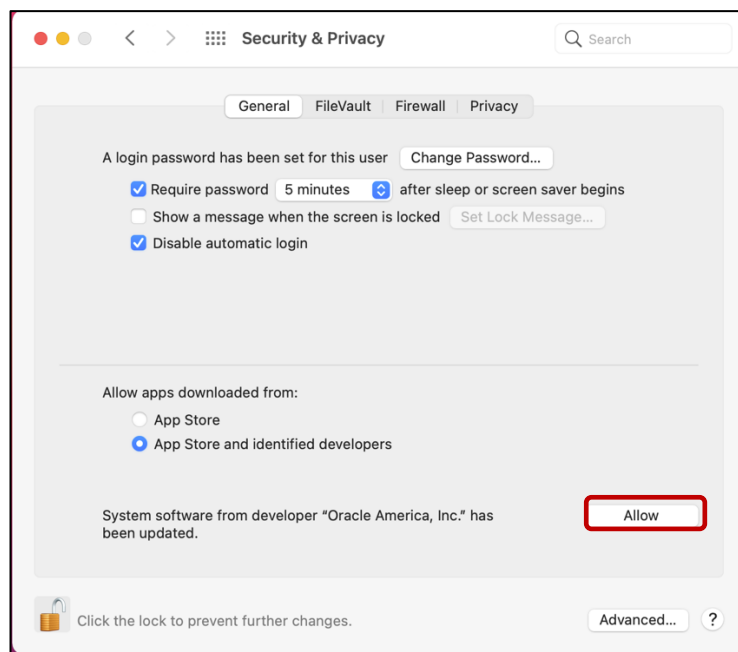 Security & Privacy
Search
General FileVault Firewall Privacy
A login password has been set for this user Change Password...
Require password 5 minutes after sleep or screen saver begins
Show a message when the screen is locked Set Lock Message...
Disable automatic login
Allow apps downloaded from:
App Store
App Store and identified developers
System software from developer “Oracle America, Inc.” has
been updated.
Allow
Click the lock to prevent further changes.
Advanced... ?